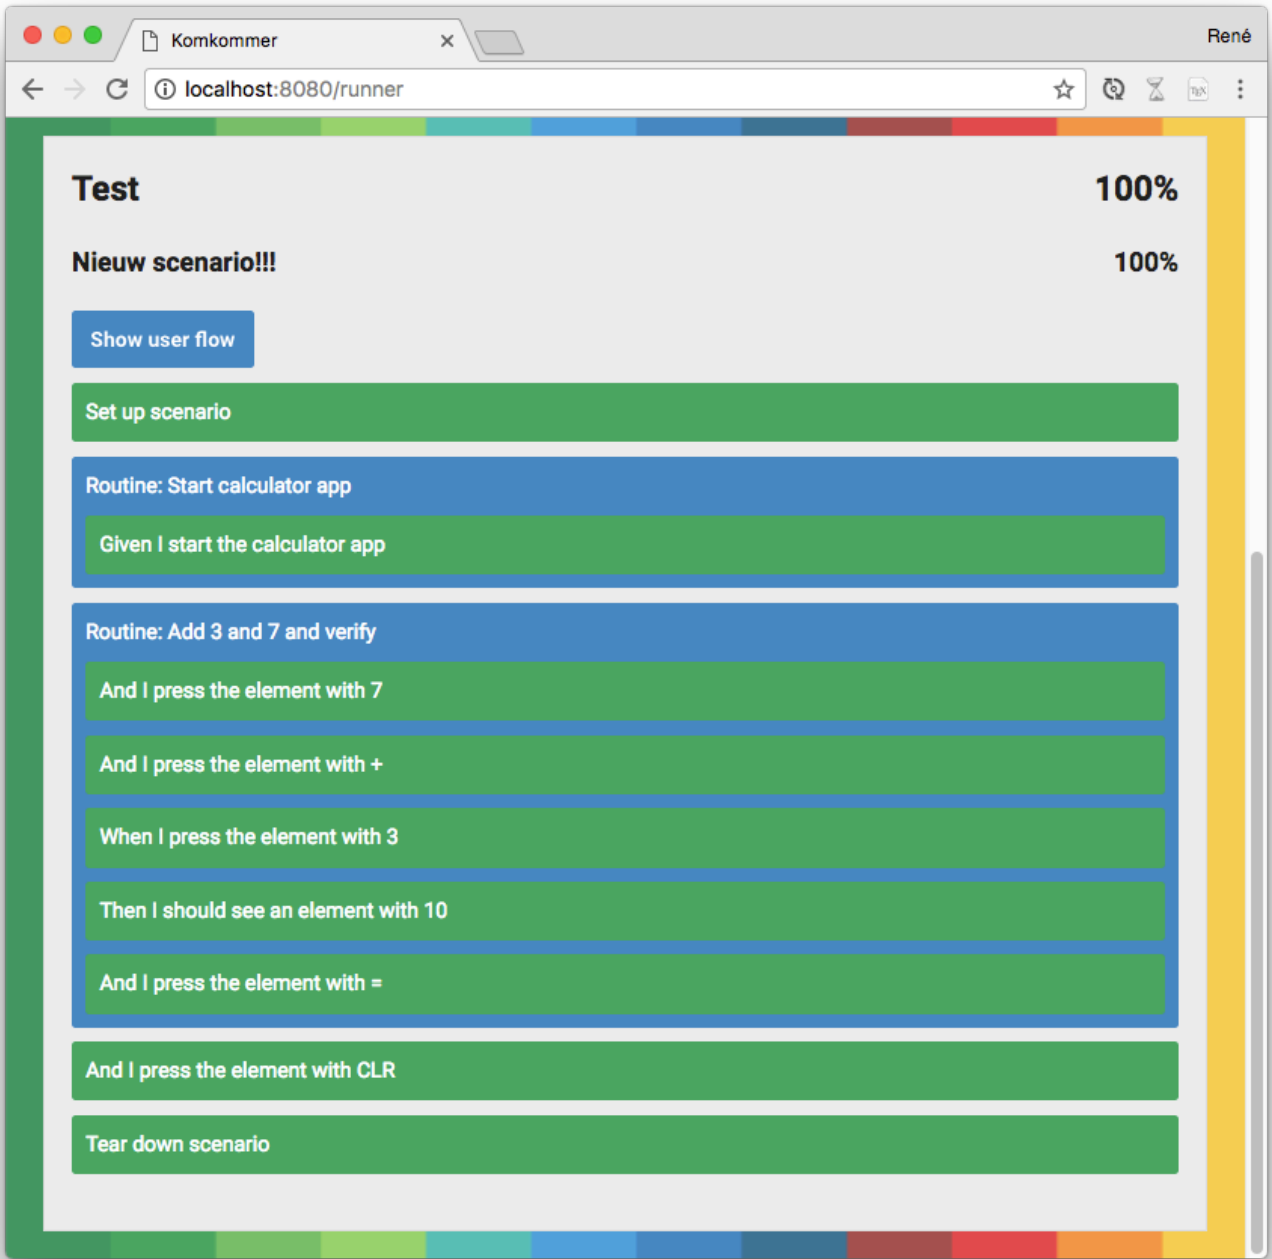 Komkommer
René
localhost:8080/runner
TEX
Test 100%
Nieuw scenario!!! 100%
Show user flow
Set up scenario
Routine: Start calculator app
Given I start the calculator app
Routine: Add 3 and 7 and verify
And I press the element with 7
And I press the element with +
When I press the element with 3
Then I should see an element with 10
And I press the element with =
And I press the element with CLR
Tear down scenario